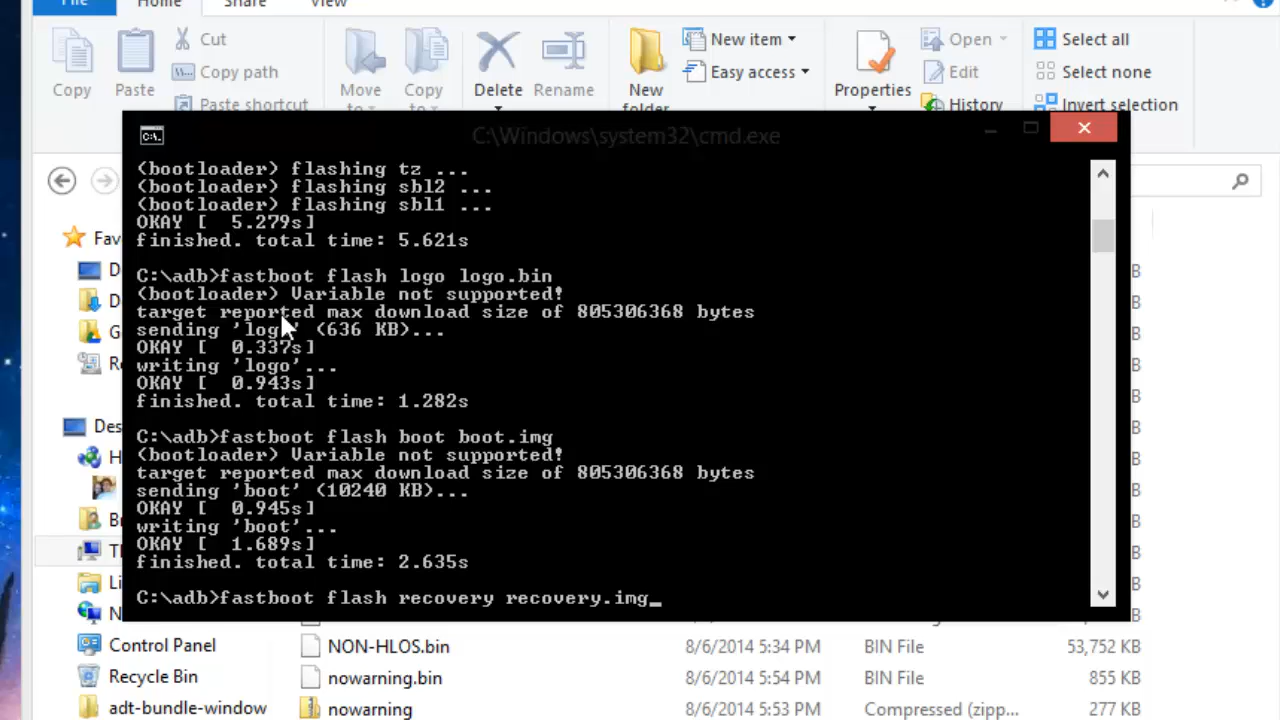 File Home Share View
Cut
Copy path
Paste shortcut
Copy Paste
Move to
Copy to
Delete Rename
New folder
New item
Easy access
Properties
Open
Edit
History
Select all
Select none
Invert selection
C:\Windows\system32\cmd.exe
(bootloader) flashing tz ...
(bootloader) flashing sbl2 ...
(bootloader) flashing sbl1 ...
OKAY [  5.279s]
finished. total time: 5.621s
C:\adb>fastboot flash logo logo.bin
(bootloader) Variable not supported!
target reported max download size of 805306368 bytes
sending 'logo' (636 KB)...
OKAY [  0.337s]
writing 'logo'...
OKAY [  0.943s]
finished. total time: 1.282s
C:\adb>fastboot flash boot boot.img
(bootloader) Variable not supported!
target reported max download size of 805306368 bytes
sending 'boot' (10240 KB)...
OKAY [  0.945s]
writing 'boot'...
OKAY [  1.689s]
finished. total time: 2.635s
C:\adb>fastboot flash recovery recovery.img_
Fav
D
D
G
Re
Des
H
Br
Th
Li
N
Control Panel
Recycle Bin
adt-bundle-window
NON-HLOS.bin 8/6/2014 5:34 PM BIN File 53,752 KB
nowarning.bin 8/6/2014 5:54 PM BIN File 855 KB
nowarning 8/6/2014 5:53 PM Compressed (zipp... 277 KB